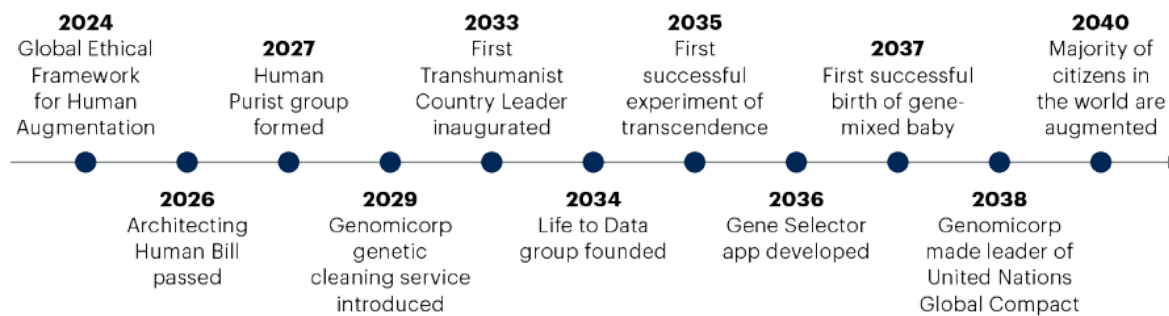 2024
Global Ethical
Framework
for Human
Augmentation
2026
Architecting
Human Bill
passed
2027
Human
Purist group
formed
2029
Genomicorp
genetic
cleaning service
introduced
2033
First
Transhumanist
Country Leader
inaugurated
2034
Life to Data
group founded
2035
First
successful
experiment of
transcendence
2036
Gene Selector
app developed
2037
First successful
birth of gene-
mixed baby
2038
Genomicorp
made leader of
United Nations
Global Compact
2040
Majority of
citizens in
the world are
augmented